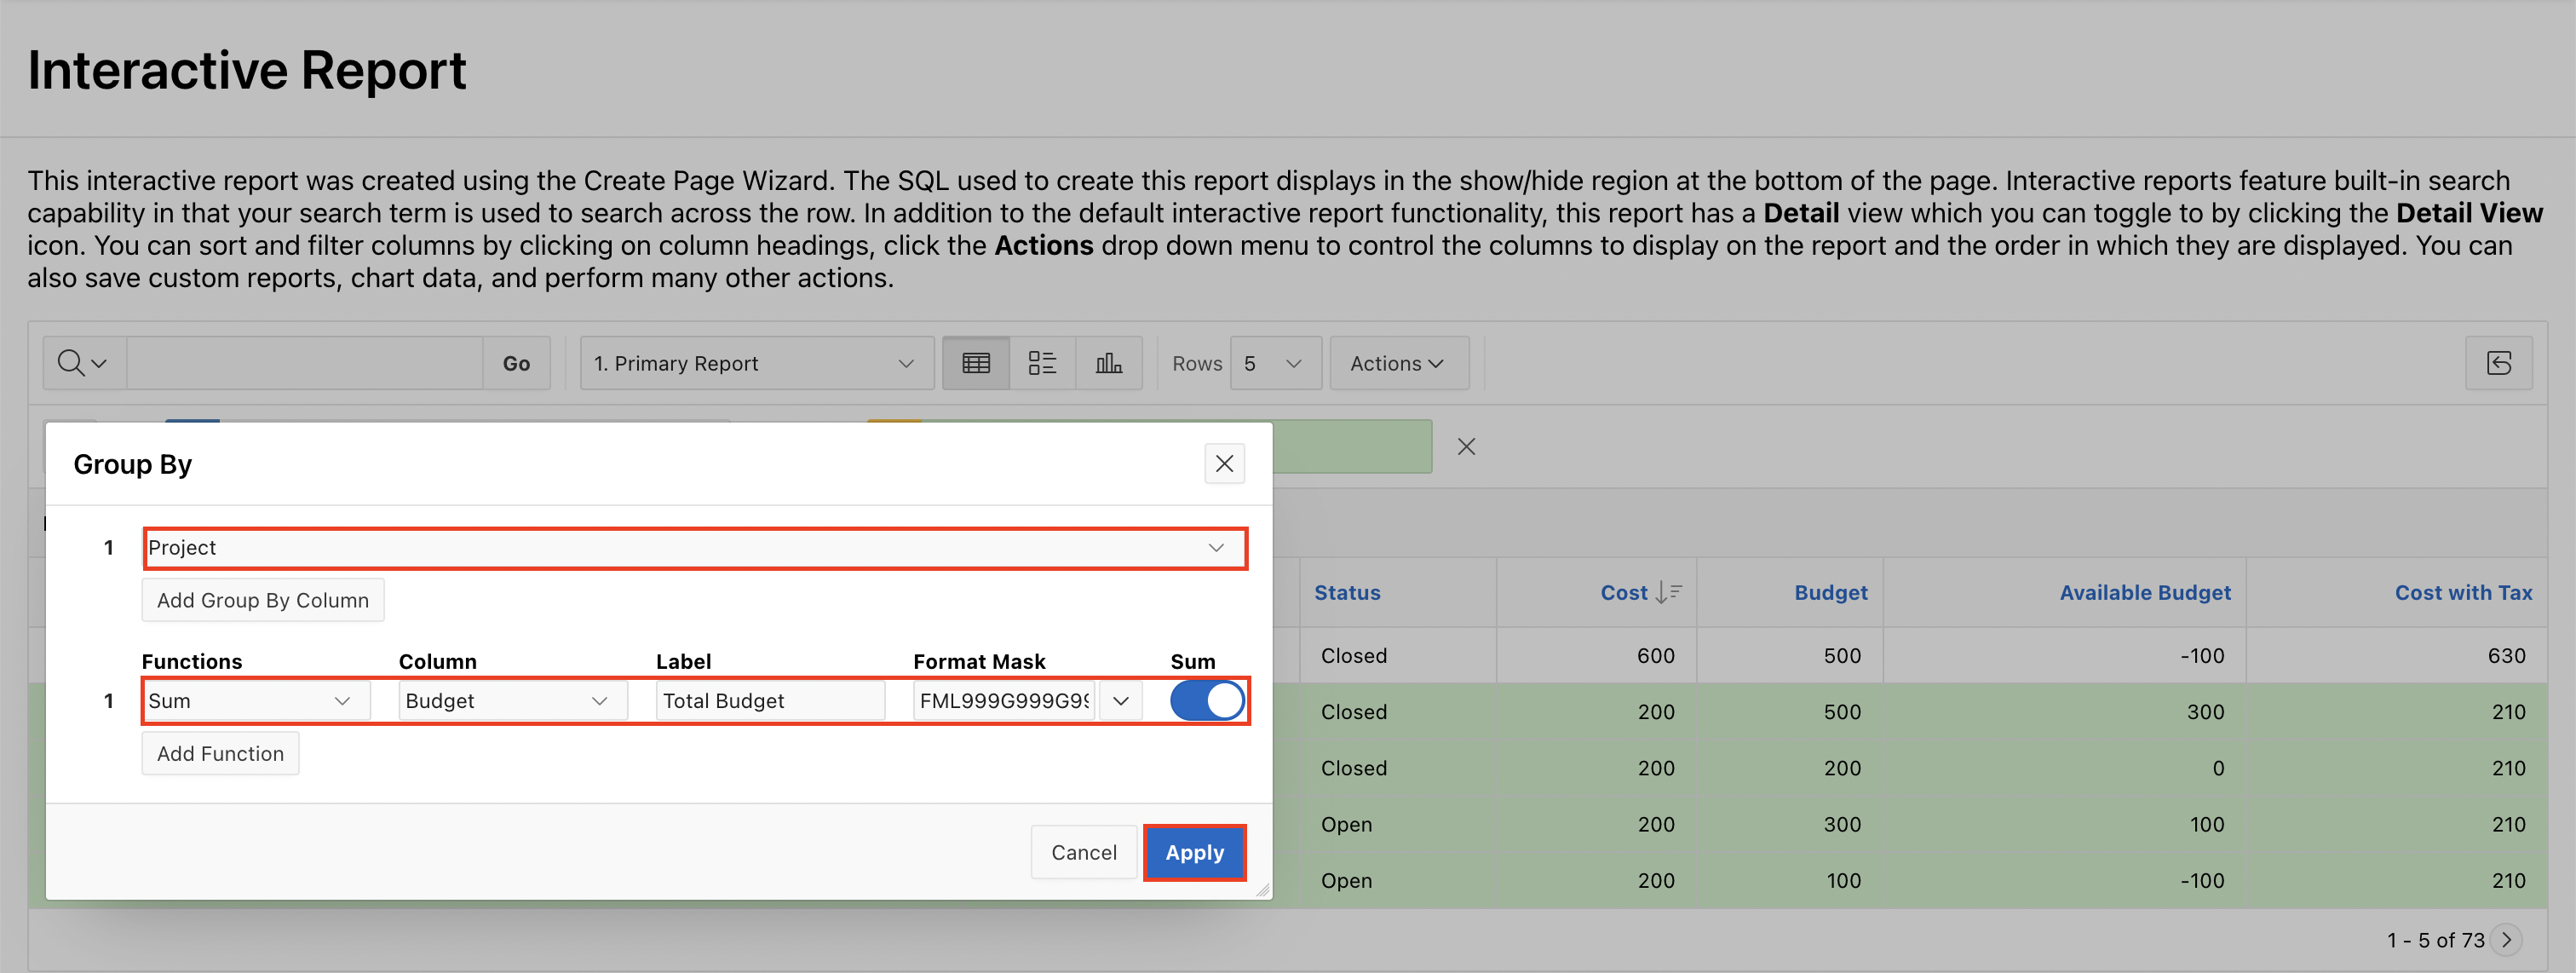 Interactive Report
This interactive report was created using the Create Page Wizard. The SQL used to create this report displays in the show/hide region at the bottom of the page. Interactive reports feature built-in search
capability in that your search term is used to search across the row. In addition to the default interactive report functionality, this report has a Detail view which you can toggle to by clicking the Detail View
icon. You can sort and filter columns by clicking on column headings, click the Actions drop down menu to control the columns to display on the report and the order in which they are displayed. You can
also save custom reports, chart data, and perform many other actions.
Go 1. Primary Report Rows 5 Actions
Group By
1 Project
Add Group By Column
Functions Column Label Format Mask Sum
1 Sum Budget Total Budget FML999G999G99
Add Function
Cancel Apply
Status Cost Budget Available Budget Cost with Tax
Closed 600 500 -100 630
Closed 200 500 300 210
Closed 200 200 0 210
Open 200 300 100 210
Open 200 100 -100 210
1 - 5 of 73